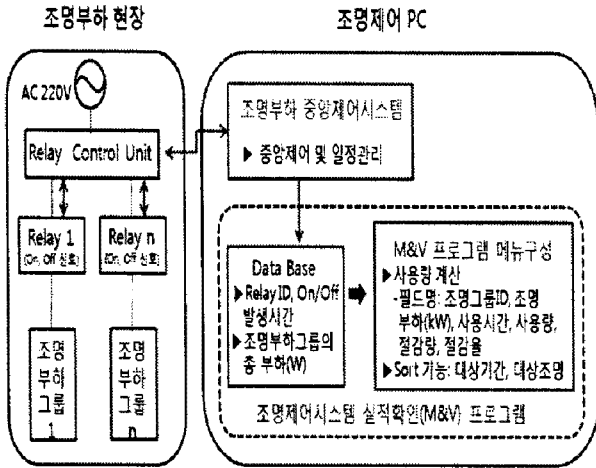 조명부하 현장
AC 220V
Relay Control Unit
Relay 1
(On, Off 신호)
Relay n
(On, Off 신호)
조명
부하
그룹
1
조명
부하
그룹
n
조명제어 PC
조명부하 중앙제어시스템
▶ 중앙제어 및 일정관리
Data Base
▶Relay ID, On/Off
발생시간
▶조명부하그룹의
총 부하(W)
M&V 프로그램 메뉴구성
▶사용량 계산
-필드명: 조명그룹ID, 조명
부하(kW), 사용시간, 사용량,
절감량, 절감율
▶Sort 기능: 대상기간, 대상조명
조명제어시스템 실적확인(M&V) 프로그램